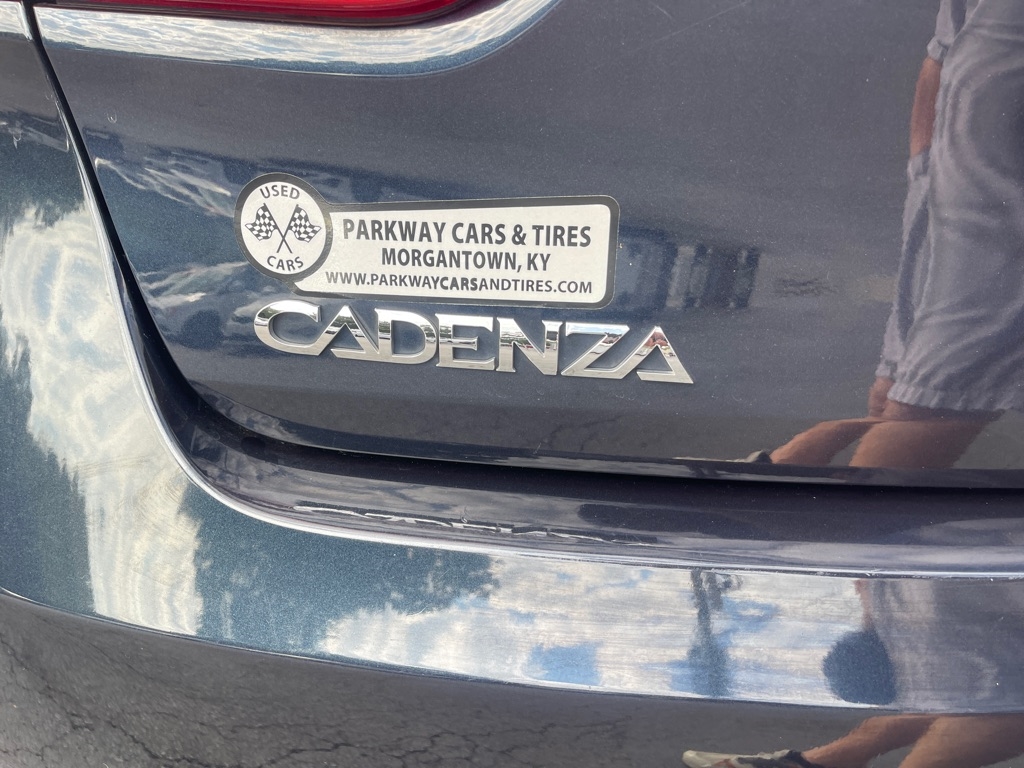 USED
CARS
PARKWAY CARS & TIRES
MORGANTOWN, KY
WWW.PARKWAYCARSANDTIRES.COM
CADENZA